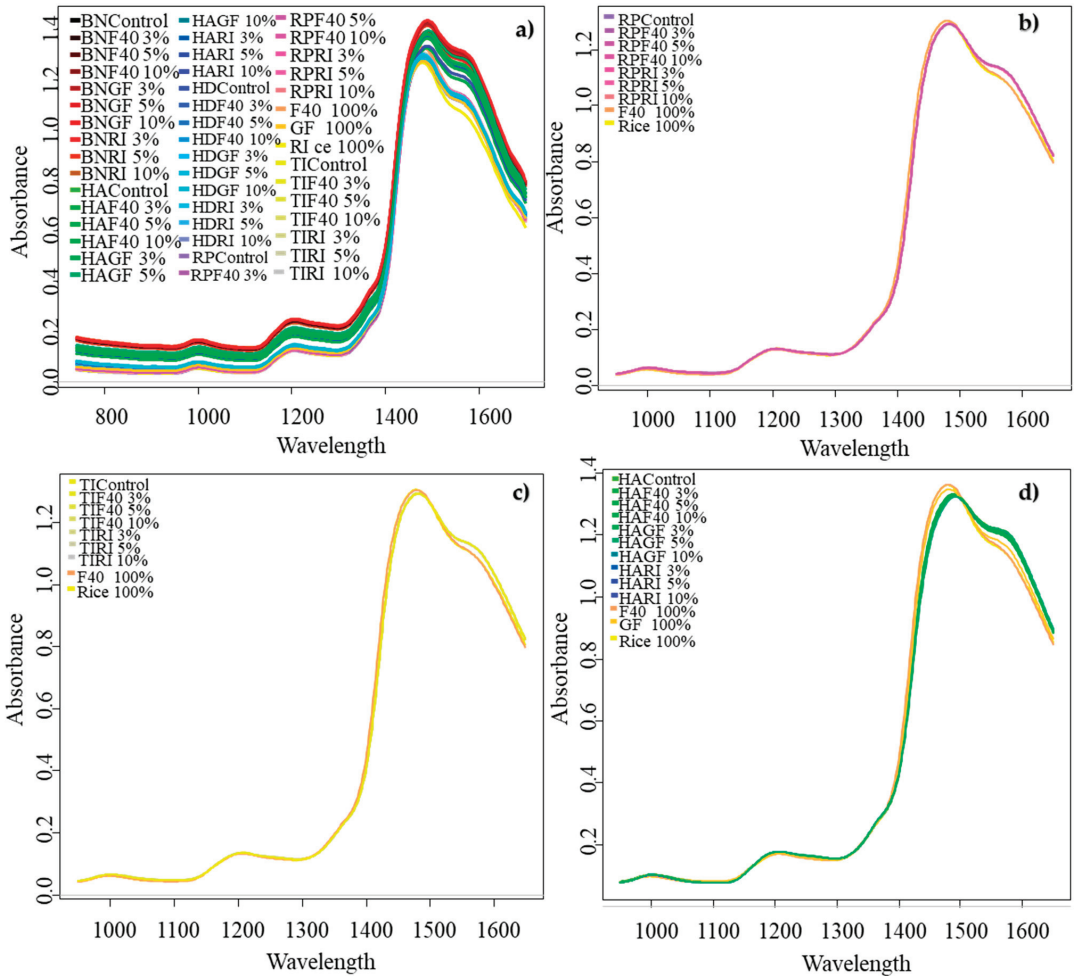 a)
BNControl
BNF40 3%
BNF40 5%
BNF40 10%
BNGF 3%
BNGF 5%
BNGF 10%
BNRI 3%
BNRI 5%
BNRI 10%
HAControl
HAF40 3%
HAF40 5%
HAF40 10%
HAGF 3%
HAGF 5%
HAGF 10%
HARI 3%
HARI 5%
HARI 10%
HDControl
HDF40 3%
HDF40 5%
HDF40 10%
HDGF 3%
HDGF 5%
HDGF 10%
HDRI 3%
HDRI 5%
HDRI 10%
RPControl
RPF40 3%
RPF40 5%
RPF40 10%
RPRI 3%
RPRI 5%
RPRI 10%
F40 100%
GF 100%
RI ce 100%
TIControl
TIF40 3%
TIF40 5%
TIF40 10%
TIRI 3%
TIRI 5%
TIRI 10%
Absorbance
1.4
1.2
1.0
0.8
0.6
0.4
0.2
0.0
800 1000 1200 1400 1600
Wavelength
b)
RPControl
RPF40 3%
RPF40 5%
RPF40 10%
RPRI 3%
RPRI 5%
RPRI 10%
F40 100%
Rice 100%
Absorbance
1.2
1.0
0.8
0.6
0.4
0.2
0.0
1000 1100 1200 1300 1400 1500 1600
Wavelength
c)
TIControl
TIF40 3%
TIF40 5%
TIF40 10%
TIRI 3%
TIRI 5%
TIRI 10%
F40 100%
Rice 100%
Absorbance
1.2
1.0
0.8
0.6
0.4
0.2
0.0
1000 1100 1200 1300 1400 1500 1600
Wavelength
d)
HAControl
HAF40 3%
HAF40 5%
HAF40 10%
HAGF 3%
HAGF 5%
HAGF 10%
HARI 3%
HARI 5%
HARI 10%
F40 100%
GF 100%
Rice 100%
Absorbance
1.4
1.2
1.0
0.8
0.6
0.4
0.2
1000 1100 1200 1300 1400 1500 1600
Wavelength